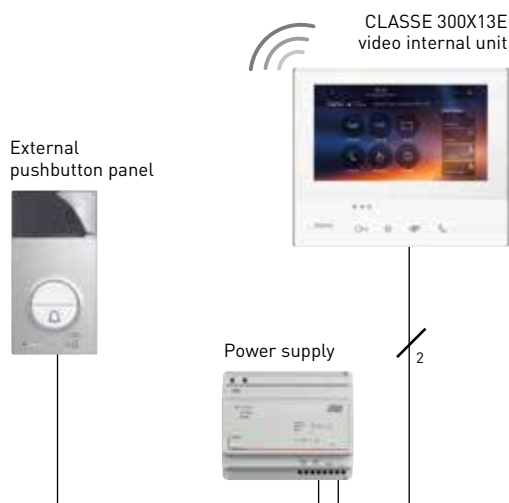 CLASSE 300X13E
video internal unit
External
pushbutton panel
Power supply
2